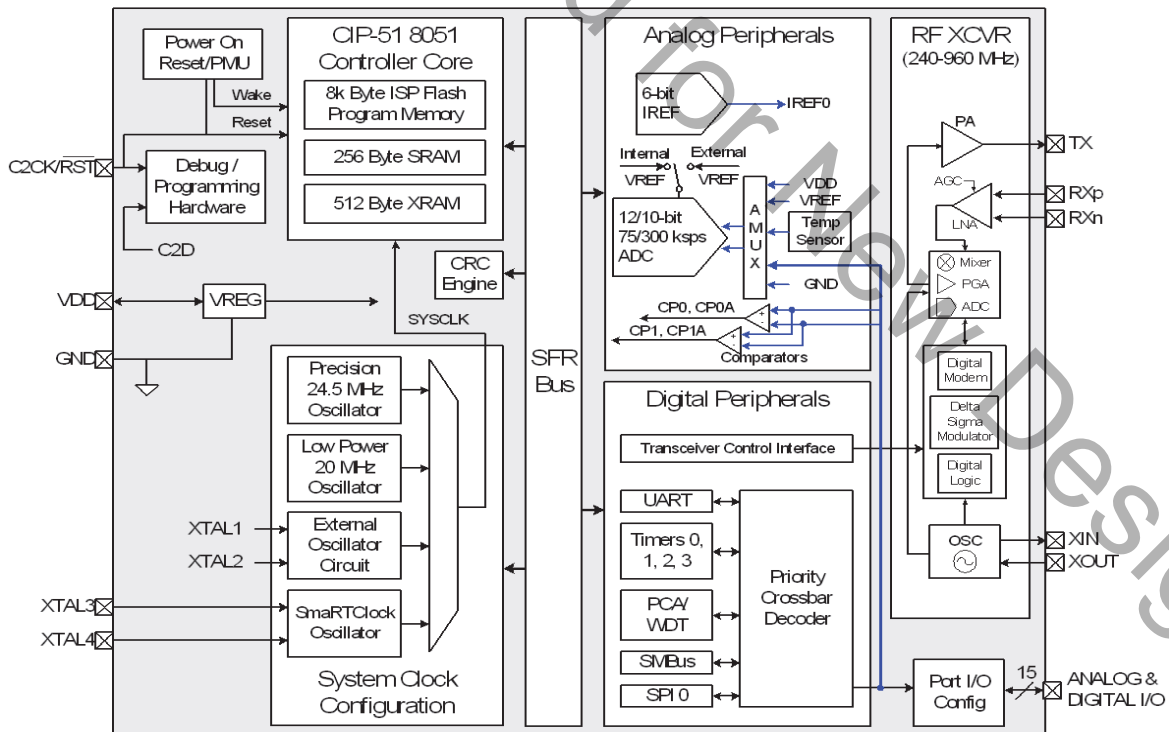 Power On
Reset/PMU
Wake
Reset
C2CK/RST
Debug /
Programming
Hardware
C2D
VDD
VREG
GND
CIP-51 8051
Controller Core
8k Byte ISP Flash
Program Memory
256 Byte SRAM
512 Byte XRAM
CRC
Engine
SYSCLK
Precision
24.5 MHz
Oscillator
Low Power
20 MHz
Oscillator
XTAL1
XTAL2
External
Oscillator
Circuit
XTAL3
XTAL4
SmaRTClock
Oscillator
System Clock
Configuration
SFR
Bus
Analog Peripherals
6-bit
IREF
IREF0
Internal
VREF
External
VREF
12/10-bit
75/300 ksps
ADC
AMUX
VDD
VREF
Temp
Sensor
GND
CP0, CP0A
+
-
CP1, CP1A
+
-
Comparators
Digital Peripherals
Transceiver Control Interface
UART
Timers 0,
1, 2, 3
PCA/
WDT
SMBus
SPI 0
Priority
Crossbar
Decoder
RF XCVR
(240-960 MHz)
PA
TX
AGC
LNA
RXp
RXn
Mixer
PGA
ADC
Digital
Modem
Delta
Sigma
Modulator
Digital
Logic
OSC
XIN
XOUT
Port I/O
Config
15
ANALOG &
DIGITAL I/O
for New Desig